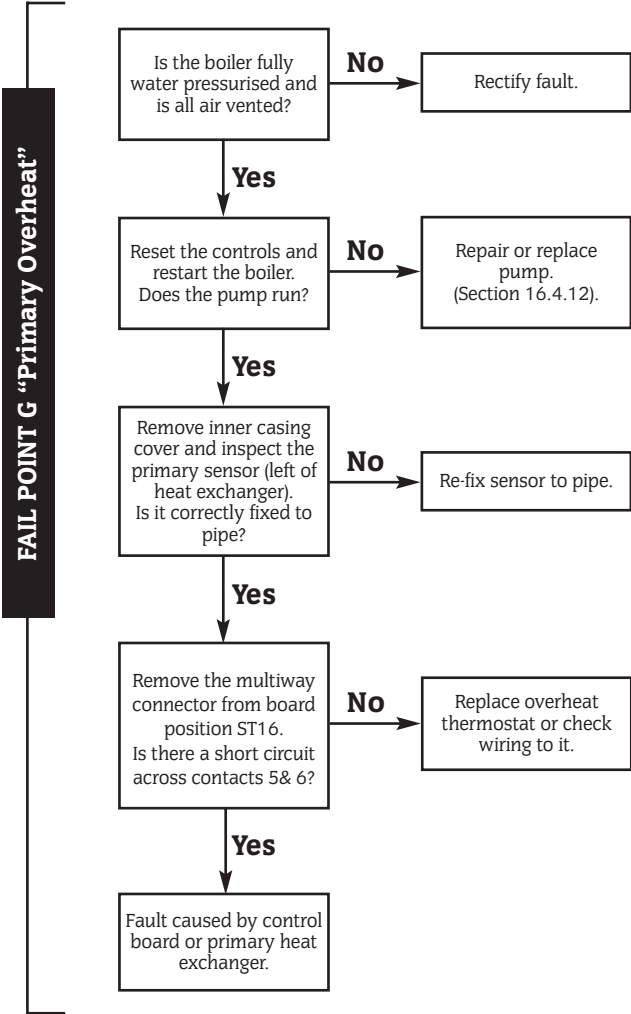 FAIL POINT G “Primary Overheat”
Is the boiler fully
water pressurised and
is all air vented?
No
Rectify fault.
Yes
Reset the controls and
restart the boiler.
Does the pump run?
No
Repair or replace
pump.
(Section 16.4.12).
Yes
Remove inner casing
cover and inspect the
primary sensor (left of
heat exchanger).
Is it correctly fixed to
pipe?
No
Re-fix sensor to pipe.
Yes
Remove the multiway
connector from board
position ST16.
Is there a short circuit
across contacts 5& 6?
No
Replace overheat
thermostat or check
wiring to it.
Yes
Fault caused by control
board or primary heat
exchanger.